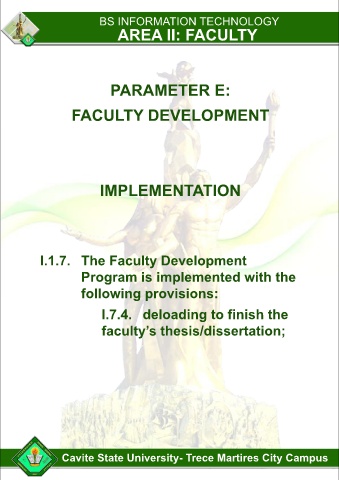 BS INFORMATION TECHNOLOGY
AREA II: FACULTY
PARAMETER E:
FACULTY DEVELOPMENT
IMPLEMENTATION
I.1.7. The Faculty Development
Program is implemented with the
following provisions:
I.7.4. deloading to finish the
faculty's thesis/dissertation;
Cavite State University- Trece Martires City Campus